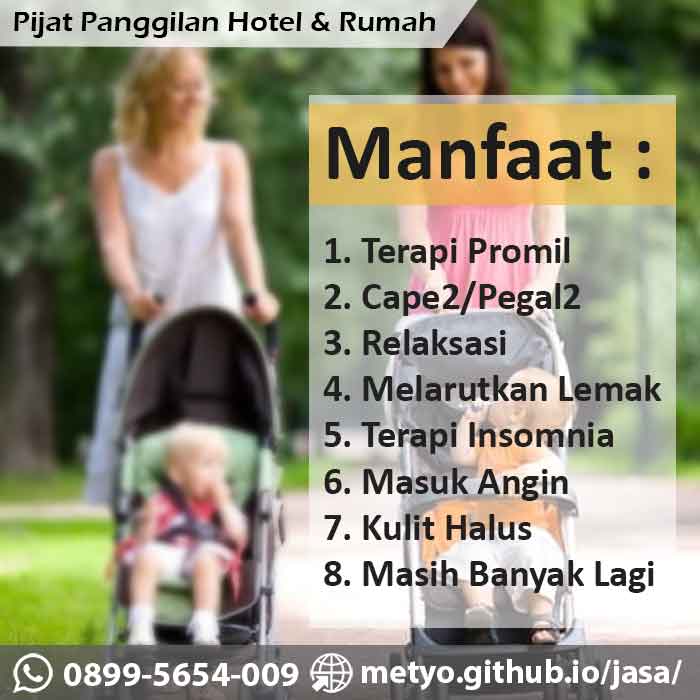 Pijat Panggilan Hotel & Rumah
Manfaat :
1. Terapi Promil
2. Cape2/Pegal2
3. Relaksasi
4. Melarutkan Lemak
5. Terapi Insomnia
6. Masuk Angin
7. Kulit Halus
8. Masih Banyak Lagi
0899-5654-009 metyo.github.io/jasa/